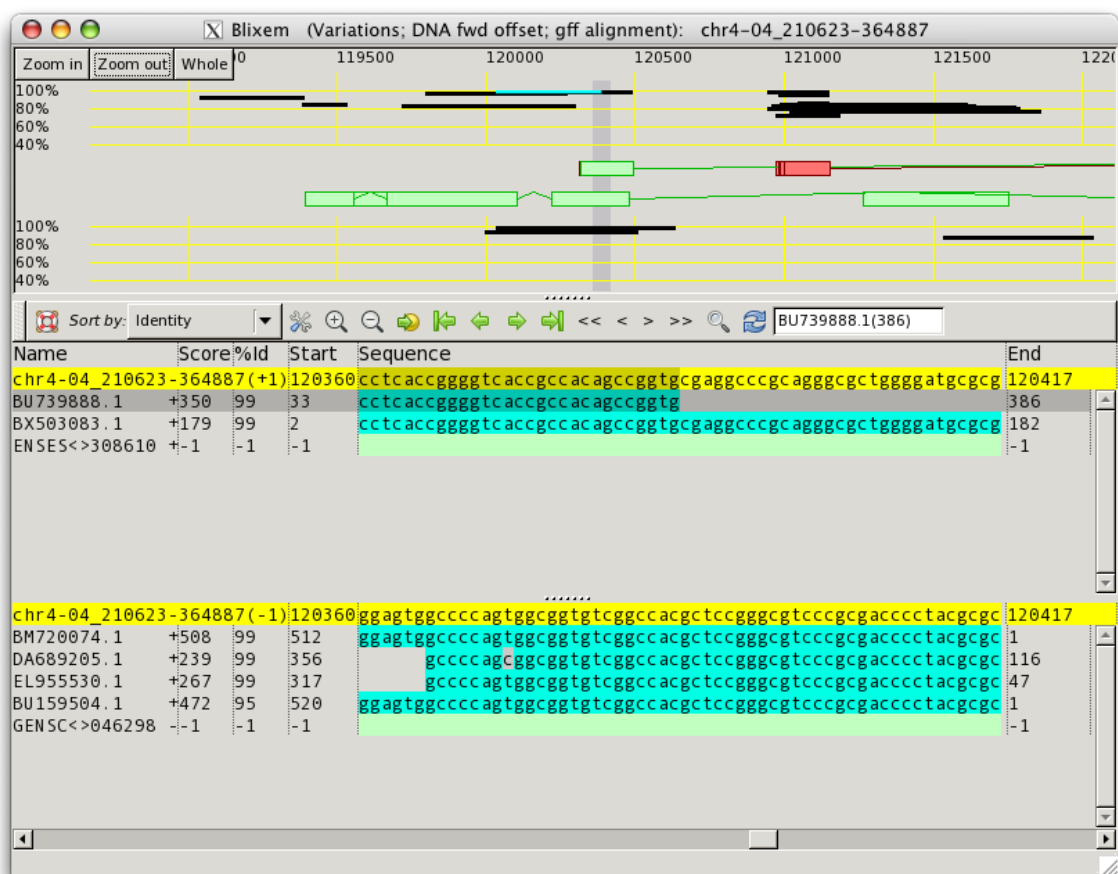 Blixem (Variations; DNA fwd offset; gff alignment): chr4-04_210623-364887
Zoom in Zoom out Whole 119500 120000 120500 121000 121500
100%
80%
60%
40%
100%
80%
60%
40%
Sort by: Identity << < > >> BU739888.1(386)
Name Score %Id Start Sequence End
chr4-04_210623-364887(+1) 120360 cctcaccggggtcaccgccacagccggtgcgaggcccgcagggcgctggggatgcgcg 120417
BU739888.1 +350 99 33 cctcaccggggtcaccgccacagccggtg 386
BX503083.1 +179 99 2 cctcaccggggtcaccgccacagccggtgcgaggcccgcagggcgctggggatgcgcg 182
ENSES<>308610 +-1 -1 -1 -1
chr4-04_210623-364887(-1) 120360 ggagtggccccagtggcggtgtcggccacgctccgggcgtcccgcgacccctacgcgc 120417
BM720074.1 +508 99 512 ggagtggccccagtggcggtgtcggccacgctccgggcgtcccgcgacccctacgcgc 1
DA689205.1 +239 99 356 gccccagcggcggtgtcggccacgctccgggcgtcccgcgacccctacgcgc 116
EL955530.1 +267 99 317 gccccagtggcggtgtcggccacgctccgggcgtcccgcgacccctacgcgc 47
BU159504.1 +472 95 520 ggagtggccccagtggcggtgtcggccacgctccgggcgtcccgcgacccctacgcgc 1
GENSC<>046298 --1 -1 -1 -1